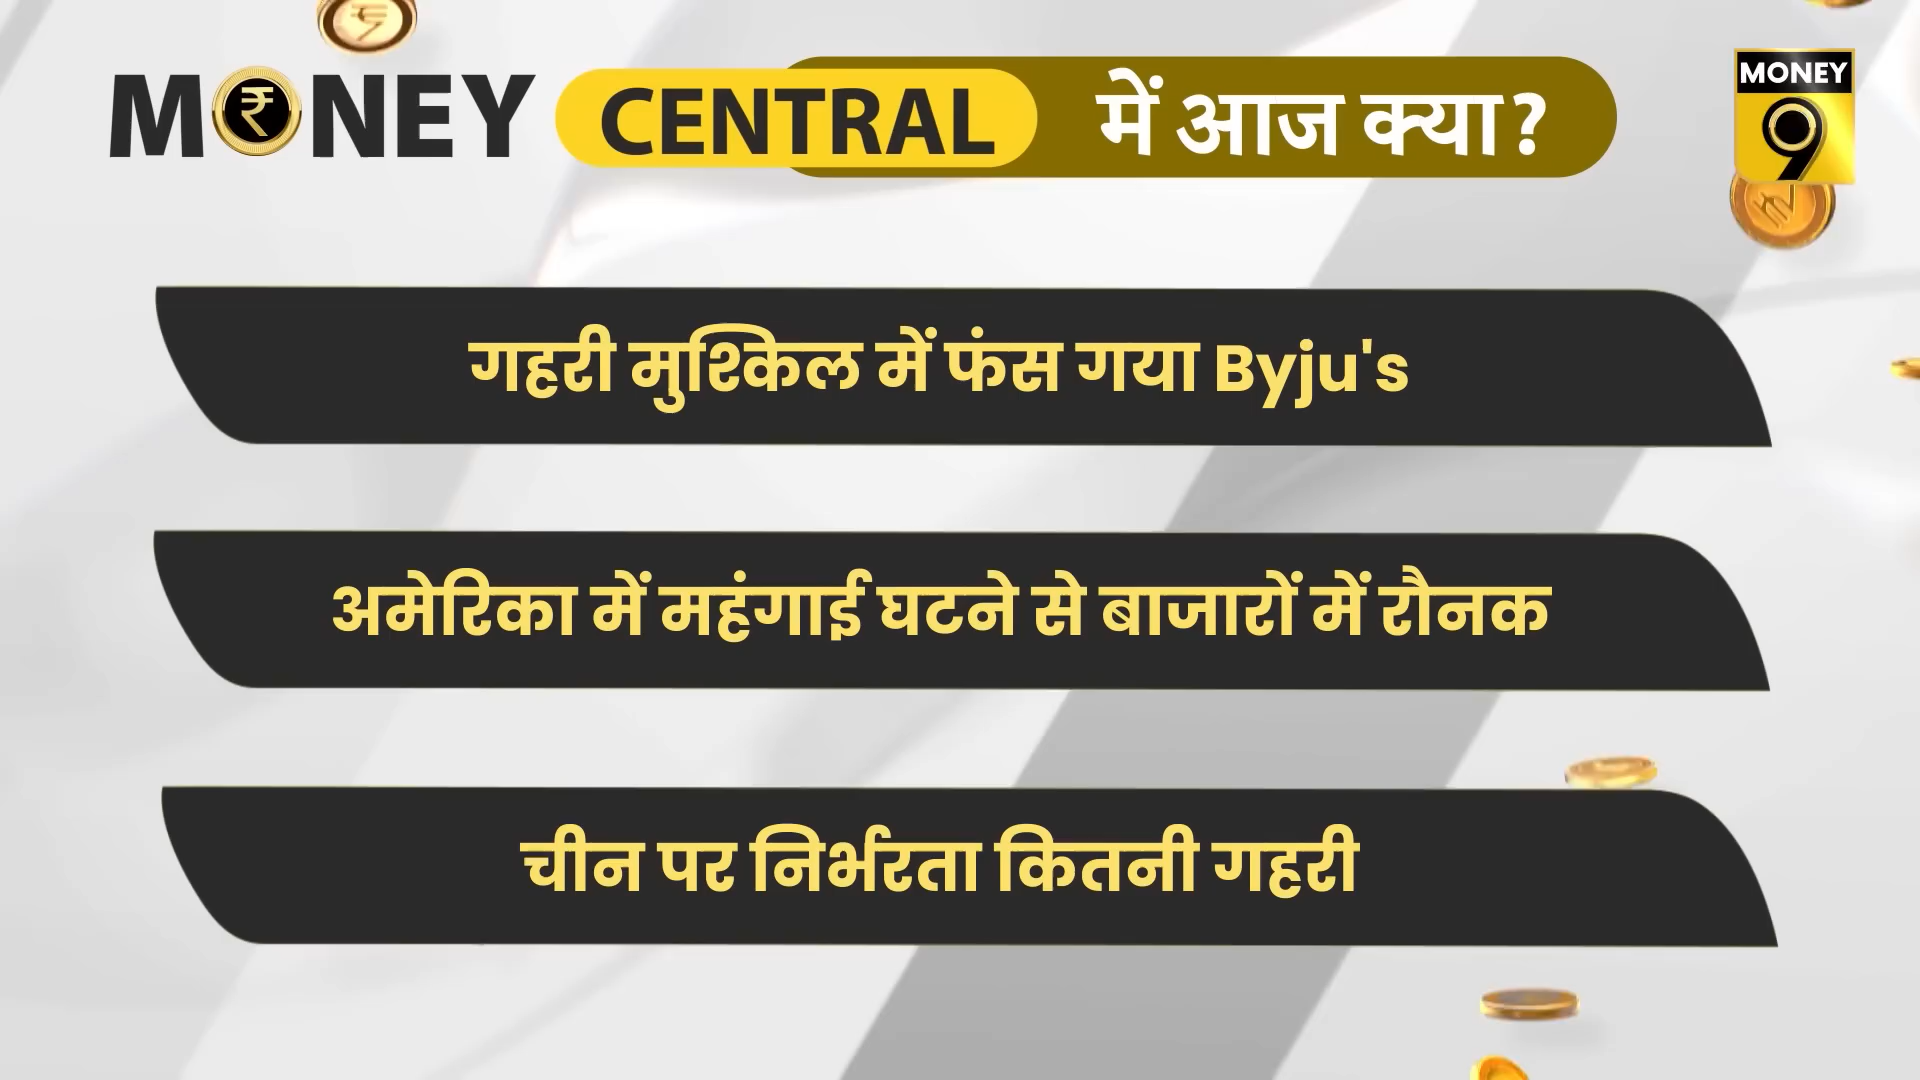 MONEY CENTRAL में आज क्या?
MONEY
9
गहरी मुश्किल में फंस गया Byju's
अमेरिका में महंगाई घटने से बाजारों में रौनक
चीन पर निर्भरता कितनी गहरी